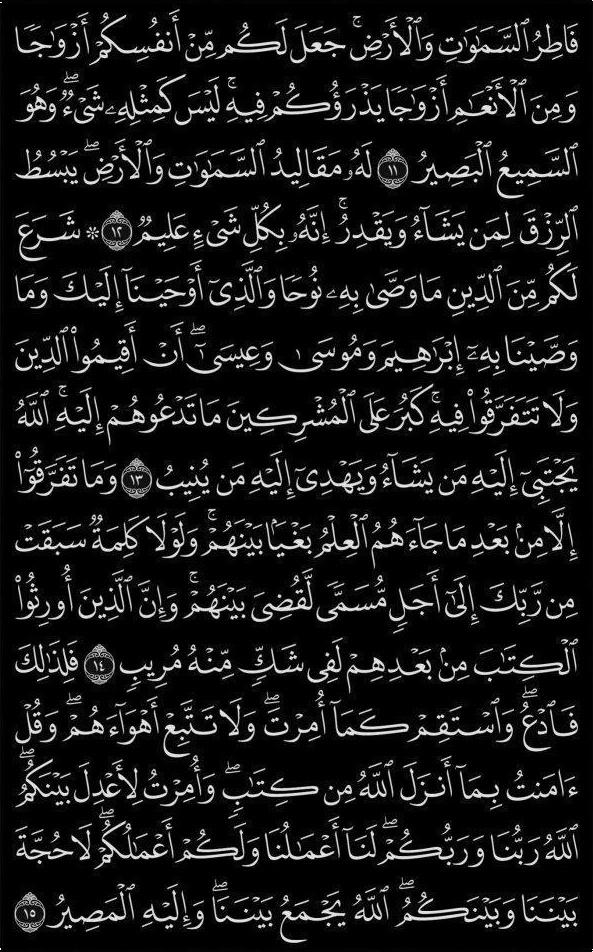 فَاطِرُ ٱلسَّمَٰوَٰتِ وَٱلۡأَرۡضِۚ جَعَلَ لَكُم مِّنۡ أَنفُسِكُمۡ أَزۡوَٰجٗا
وَمِنَ ٱلۡأَنۡعَٰمِ أَزۡوَٰجٗا يَذۡرَؤُكُمۡ فِيهِۚ لَيۡسَ كَمِثۡلِهِۦ شَيۡءٞۖ وَهُوَ
ٱلسَّمِيعُ ٱلۡبَصِيرُ ١١ لَهُۥ مَقَالِيدُ ٱلسَّمَٰوَٰتِ وَٱلۡأَرۡضِۖ يَبۡسُطُ
ٱلرِّزۡقَ لِمَن يَشَآءُ وَيَقۡدِرُۚ إِنَّهُۥ بِكُلِّ شَيۡءٍ عَلِيمٞ ١٢ ۞ شَرَعَ
لَكُم مِّنَ ٱلدِّينِ مَا وَصَّىٰ بِهِۦ نُوحٗا وَٱلَّذِيٓ أَوۡحَيۡنَآ إِلَيۡكَ وَمَا
وَصَّيۡنَا بِهِۦٓ إِبۡرَٰهِيمَ وَمُوسَىٰ وَعِيسَىٰٓۖ أَنۡ أَقِيمُواْ ٱلدِّينَ
وَلَا تَتَفَرَّقُواْ فِيهِۚ كَبُرَ عَلَى ٱلۡمُشۡرِكِينَ مَا تَدۡعُوهُمۡ إِلَيۡهِۚ ٱللَّهُ
يَجۡتَبِيٓ إِلَيۡهِ مَن يَشَآءُ وَيَهۡدِيٓ إِلَيۡهِ مَن يُنِيبُ ١٣ وَمَا تَفَرَّقُوٓاْ
إِلَّا مِنۢ بَعۡدِ مَا جَآءَهُمُ ٱلۡعِلۡمُ بَغۡيَۢا بَيۡنَهُمۡۚ وَلَوۡلَا كَلِمَةٞ سَبَقَتۡ
مِن رَّبِّكَ إِلَىٰٓ أَجَلٖ مُّسَمّٗى لَّقُضِيَ بَيۡنَهُمۡۚ وَإِنَّ ٱلَّذِينَ أُورِثُواْ
ٱلۡكِتَٰبَ مِنۢ بَعۡدِهِمۡ لَفِي شَكّٖ مِّنۡهُ مُرِيبٖ ١٤ فَلِذَٰلِكَ
فَٱدۡعُۖ وَٱسۡتَقِمۡ كَمَآ أُمِرۡتَۖ وَلَا تَتَّبِعۡ أَهۡوَآءَهُمۡۖ وَقُلۡ
ءَامَنتُ بِمَآ أَنزَلَ ٱللَّهُ مِن كِتَٰبٖۖ وَأُمِرۡتُ لِأَعۡدِلَ بَيۡنَكُمُۖ
ٱللَّهُ رَبُّنَا وَرَبُّكُمۡۖ لَنَآ أَعۡمَٰلُنَا وَلَكُمۡ أَعۡمَٰلُكُمۡۖ لَا حُجَّةَ
بَيۡنَنَا وَبَيۡنَكُمُۖ ٱللَّهُ يَجۡمَعُ بَيۡنَنَاۖ وَإِلَيۡهِ ٱلۡمَصِيرُ ١٥